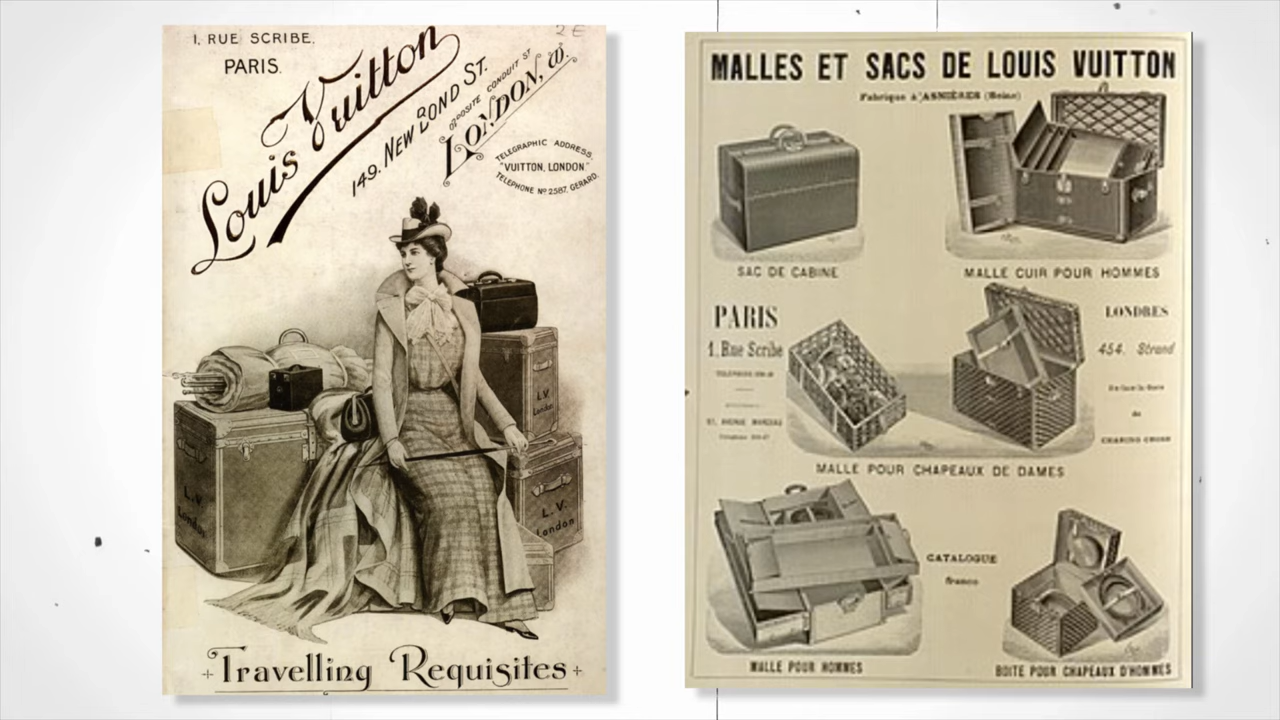 1, RUE SCRIBE,
PARIS.
2 E
Louis Vuitton
149, NEW BOND ST.
OPPOSITE CONDUIT ST
LONDON, W.
TELEGRAPHIC ADDRESS.
"VUITTON, LONDON"
TELEPHONE No 2587, GERARD.
L.V.
London
L.V.
London
L.V.
London
Travelling Requisites
MALLES ET SACS DE LOUIS VUITTON
Fabrique à ASNIÈRES (Seine)
SAC DE CABINE
MALLE CUIR POUR HOMMES
PARIS
1, Rue Scribe
LONDRES
454, Strand
CHARING CROSS
MALLE POUR CHAPEAUX DE DAMES
CATALOGUE
franco
MALLE POUR HOMMES
BOITE POUR CHAPEAUX D'HOMMES